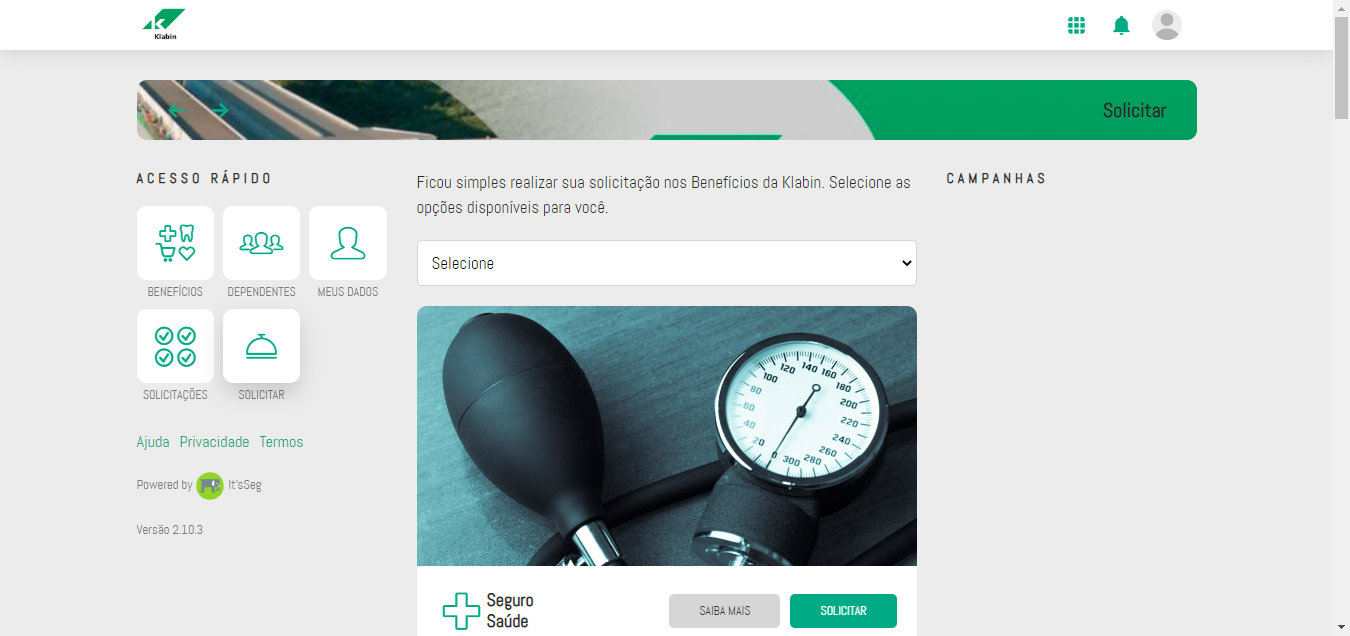 Klabin
Solicitar
ACESSO RÁPIDO
BENEFÍCIOS
DEPENDENTES
MEUS DADOS
SOLICITAÇÕES
SOLICITAR
Ajuda Privacidade Termos
Powered by It'sSeg
Versão 2.10.3
Ficou simples realizar sua solicitação nos Benefícios da Klabin. Selecione as
opções disponíveis para você.
Selecione
0 20 40 60 80 100 120 140 160 180 200 220 240 260 280 300
Seguro
Saúde
SAIBA MAIS
SOLICITAR
CAMPANHAS